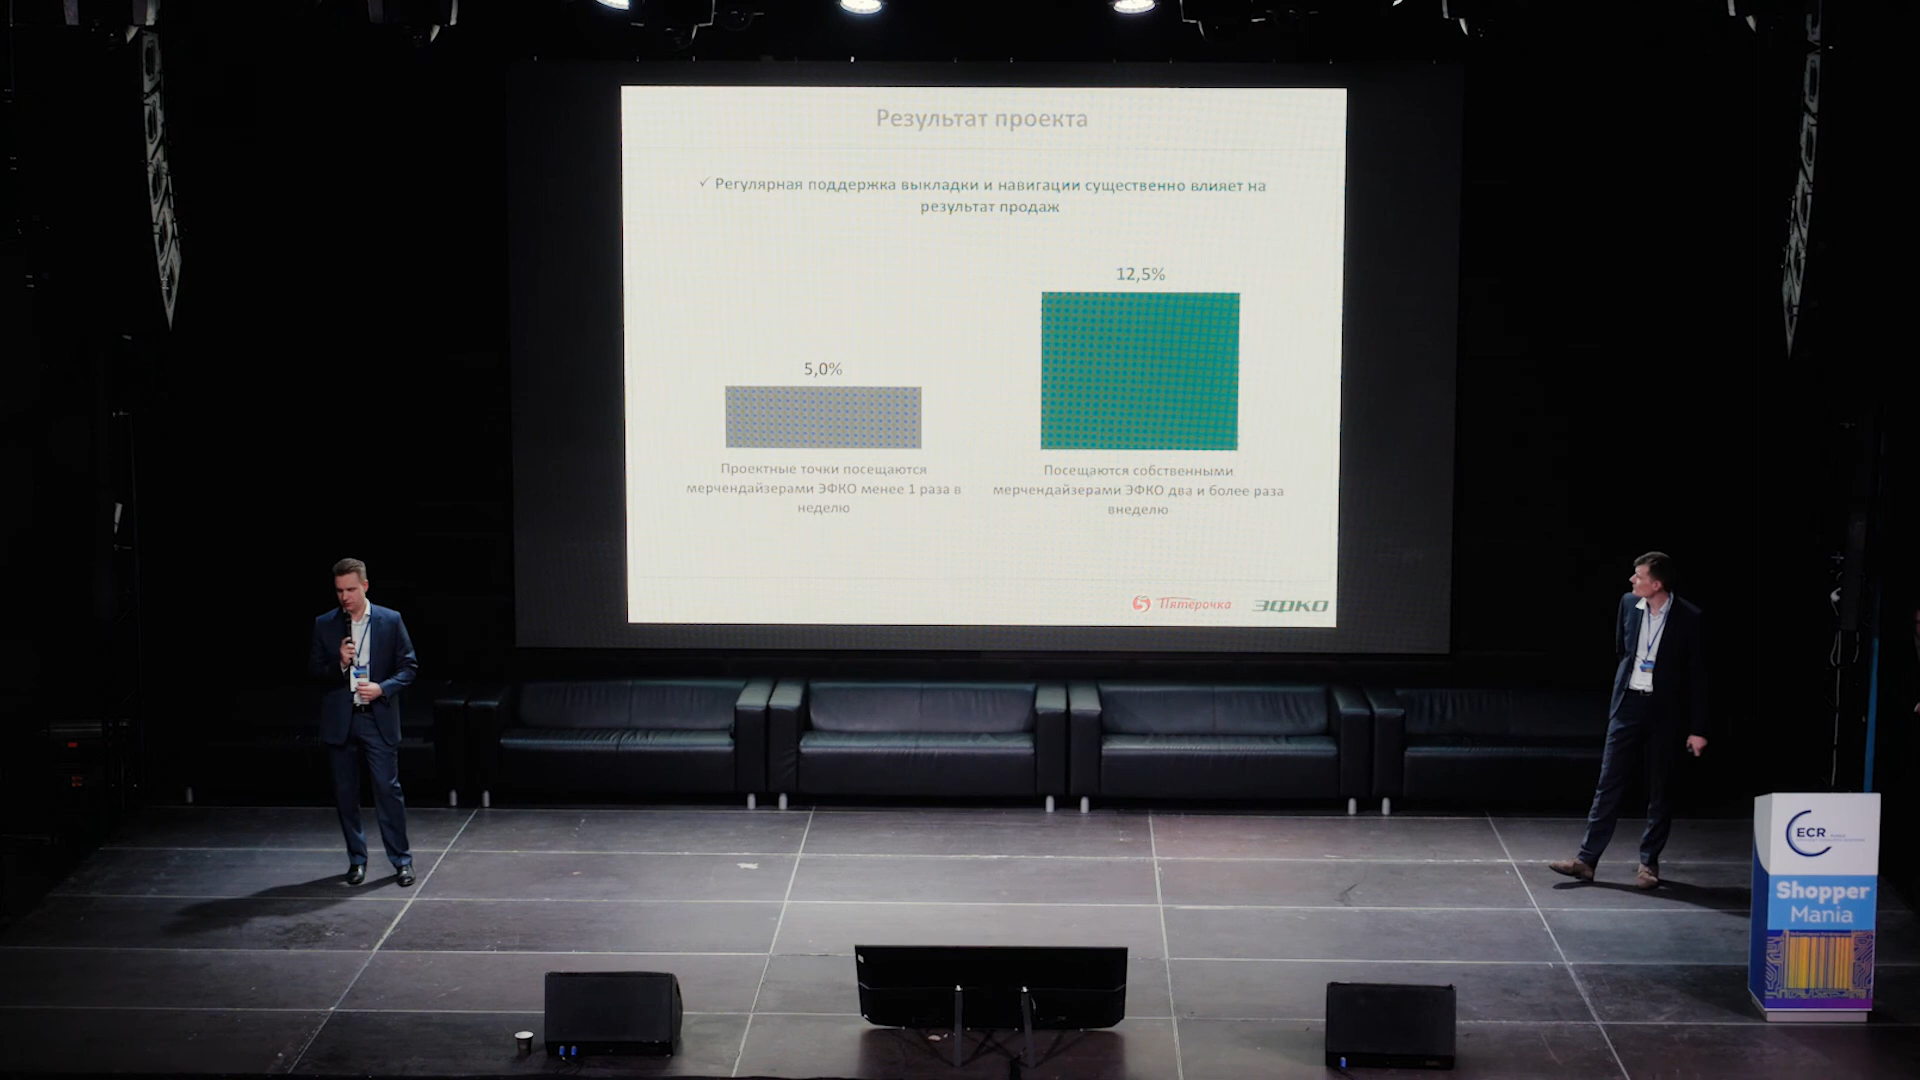 Результат проекта
✓ Регулярная поддержка выкладки и навигации существенно влияет на
результат продаж
5,0%
12,5%
Проектные точки посещаются
мерчендайзерами ЭФКО менее 1 раза в
неделю
Посещаются собственными
мерчендайзерами ЭФКО два и более раза
внеделю
Пятёрочка ЭФКО
ECR
Shopper
Mania